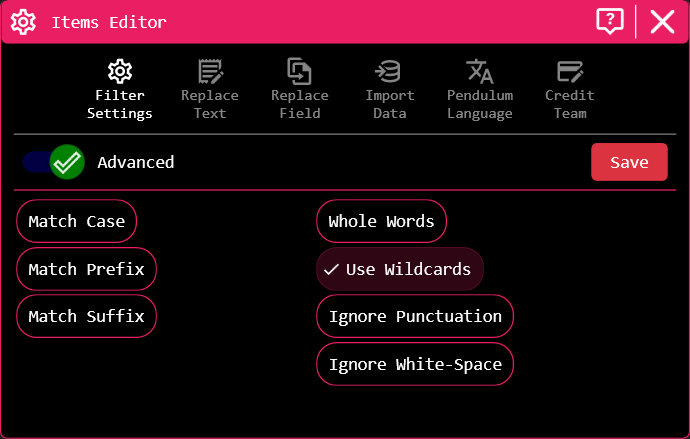 Items Editor
Filter Settings
Replace Text
Replace Field
Import Data
Pendulum Language
Credit Team
Advanced
Save
Match Case
Whole Words
Match Prefix
Use Wildcards
Match Suffix
Ignore Punctuation
Ignore White-Space